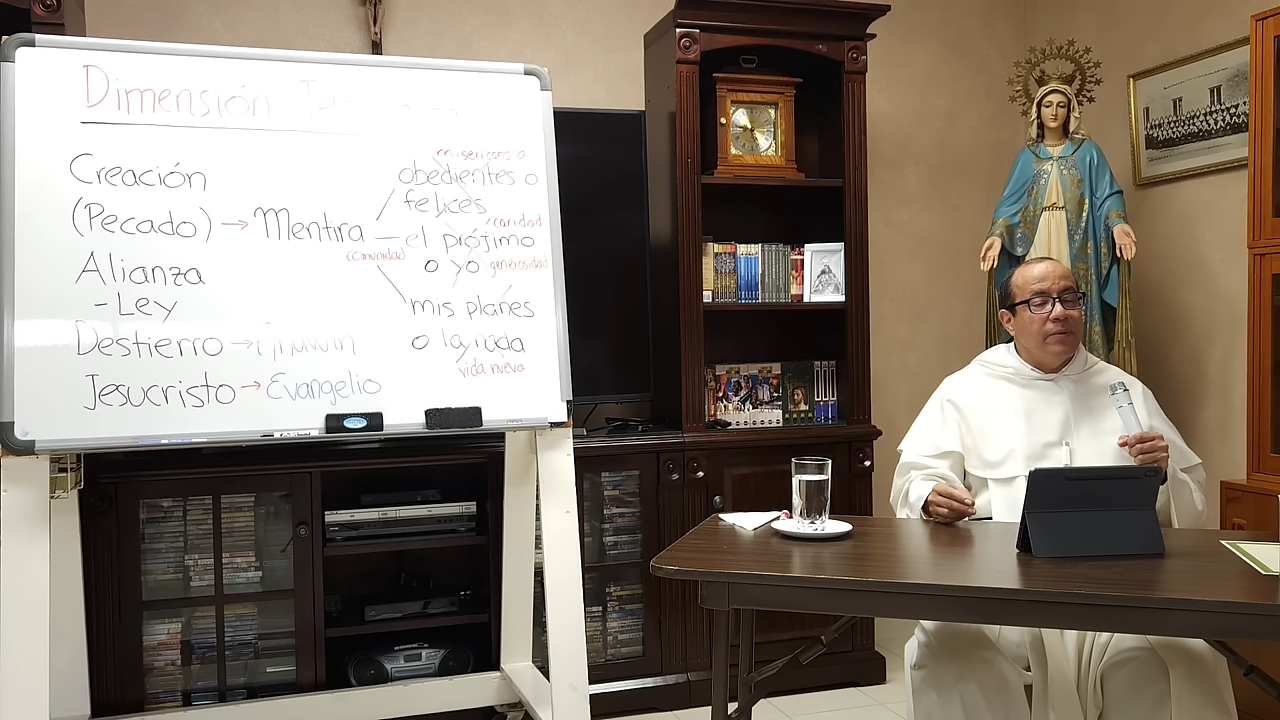 Dimensión
Creación
(Pecado) → Mentira
Alianza
- Ley
Destierro →
Jesucristo → Evangelio
misericordia
obedientes o
felices
caridad
el prójimo
(comunidad)
o yo generosidad
mis planes
o la nada
vida nueva